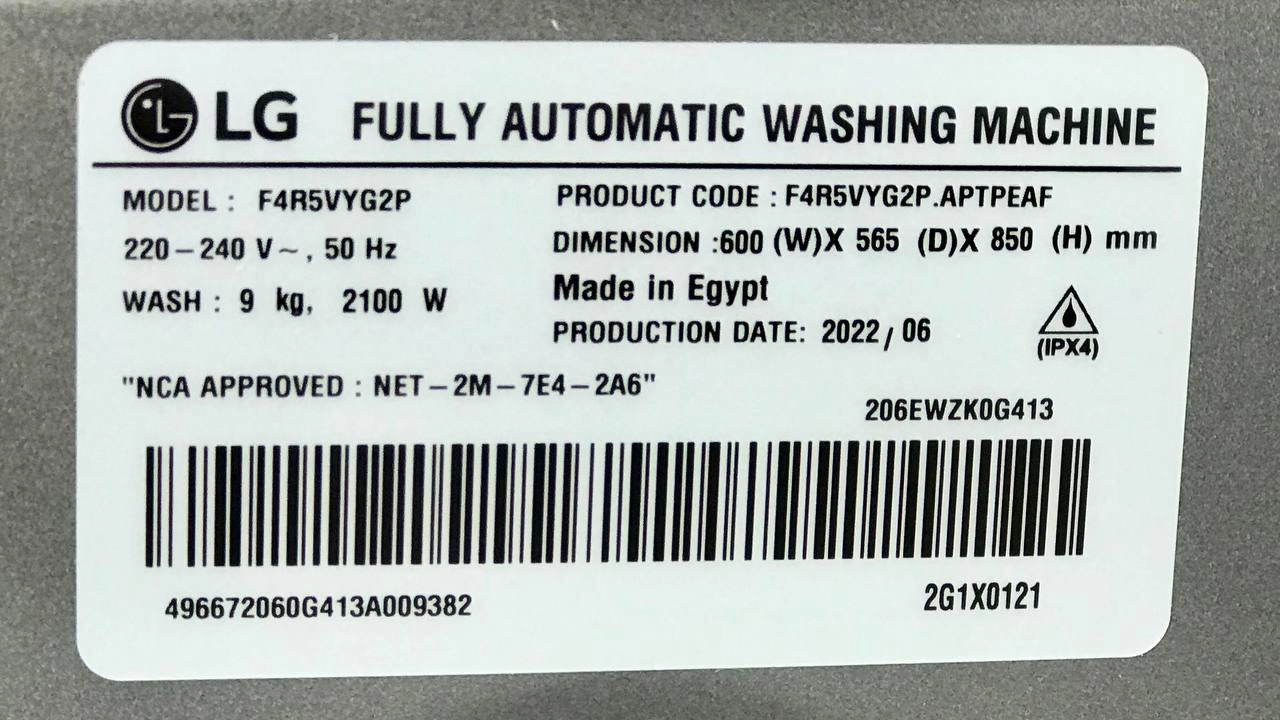 LG FULLY AUTOMATIC WASHING MACHINE
MODEL : F4R5VYG2P
220-240 V~, 50 Hz
WASH : 9 kg, 2100 W
PRODUCT CODE : F4R5VYG2P.APTPEAF
DIMENSION :600 (W)X 565 (D)X 850 (H) mm
Made in Egypt
PRODUCTION DATE: 2022/06
(IPX4)
"NCA APPROVED : NET-2M-7E4-2A6"
206EWZK0G413
496672060G413A009382
2G1X0121